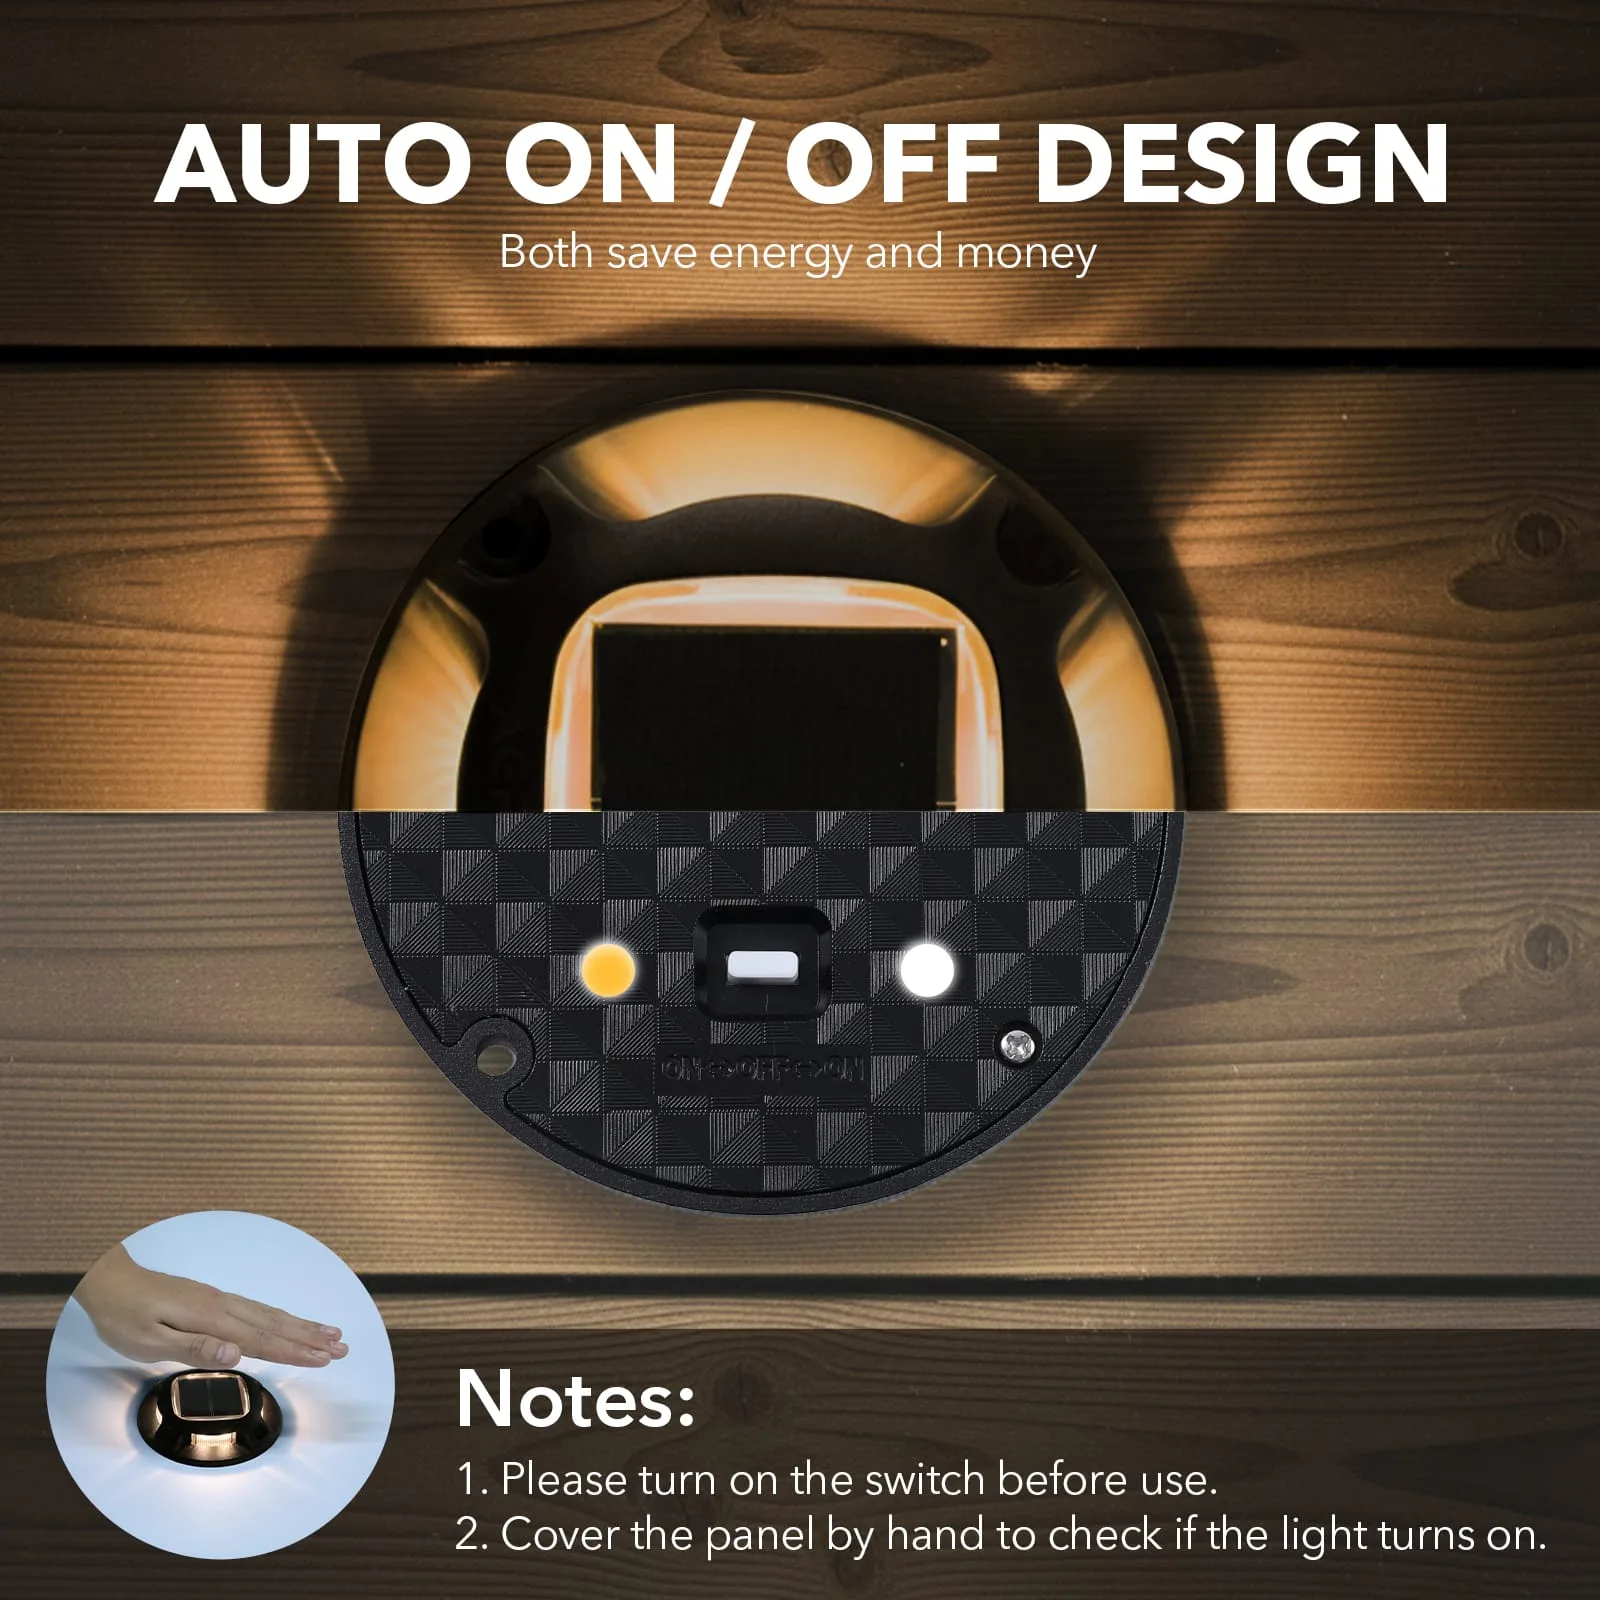 AUTO ON / OFF DESIGN
Both save energy and money
ON<->OFF<->ON
Notes:
1. Please turn on the switch before use.
2. Cover the panel by hand to check if the light turns on.